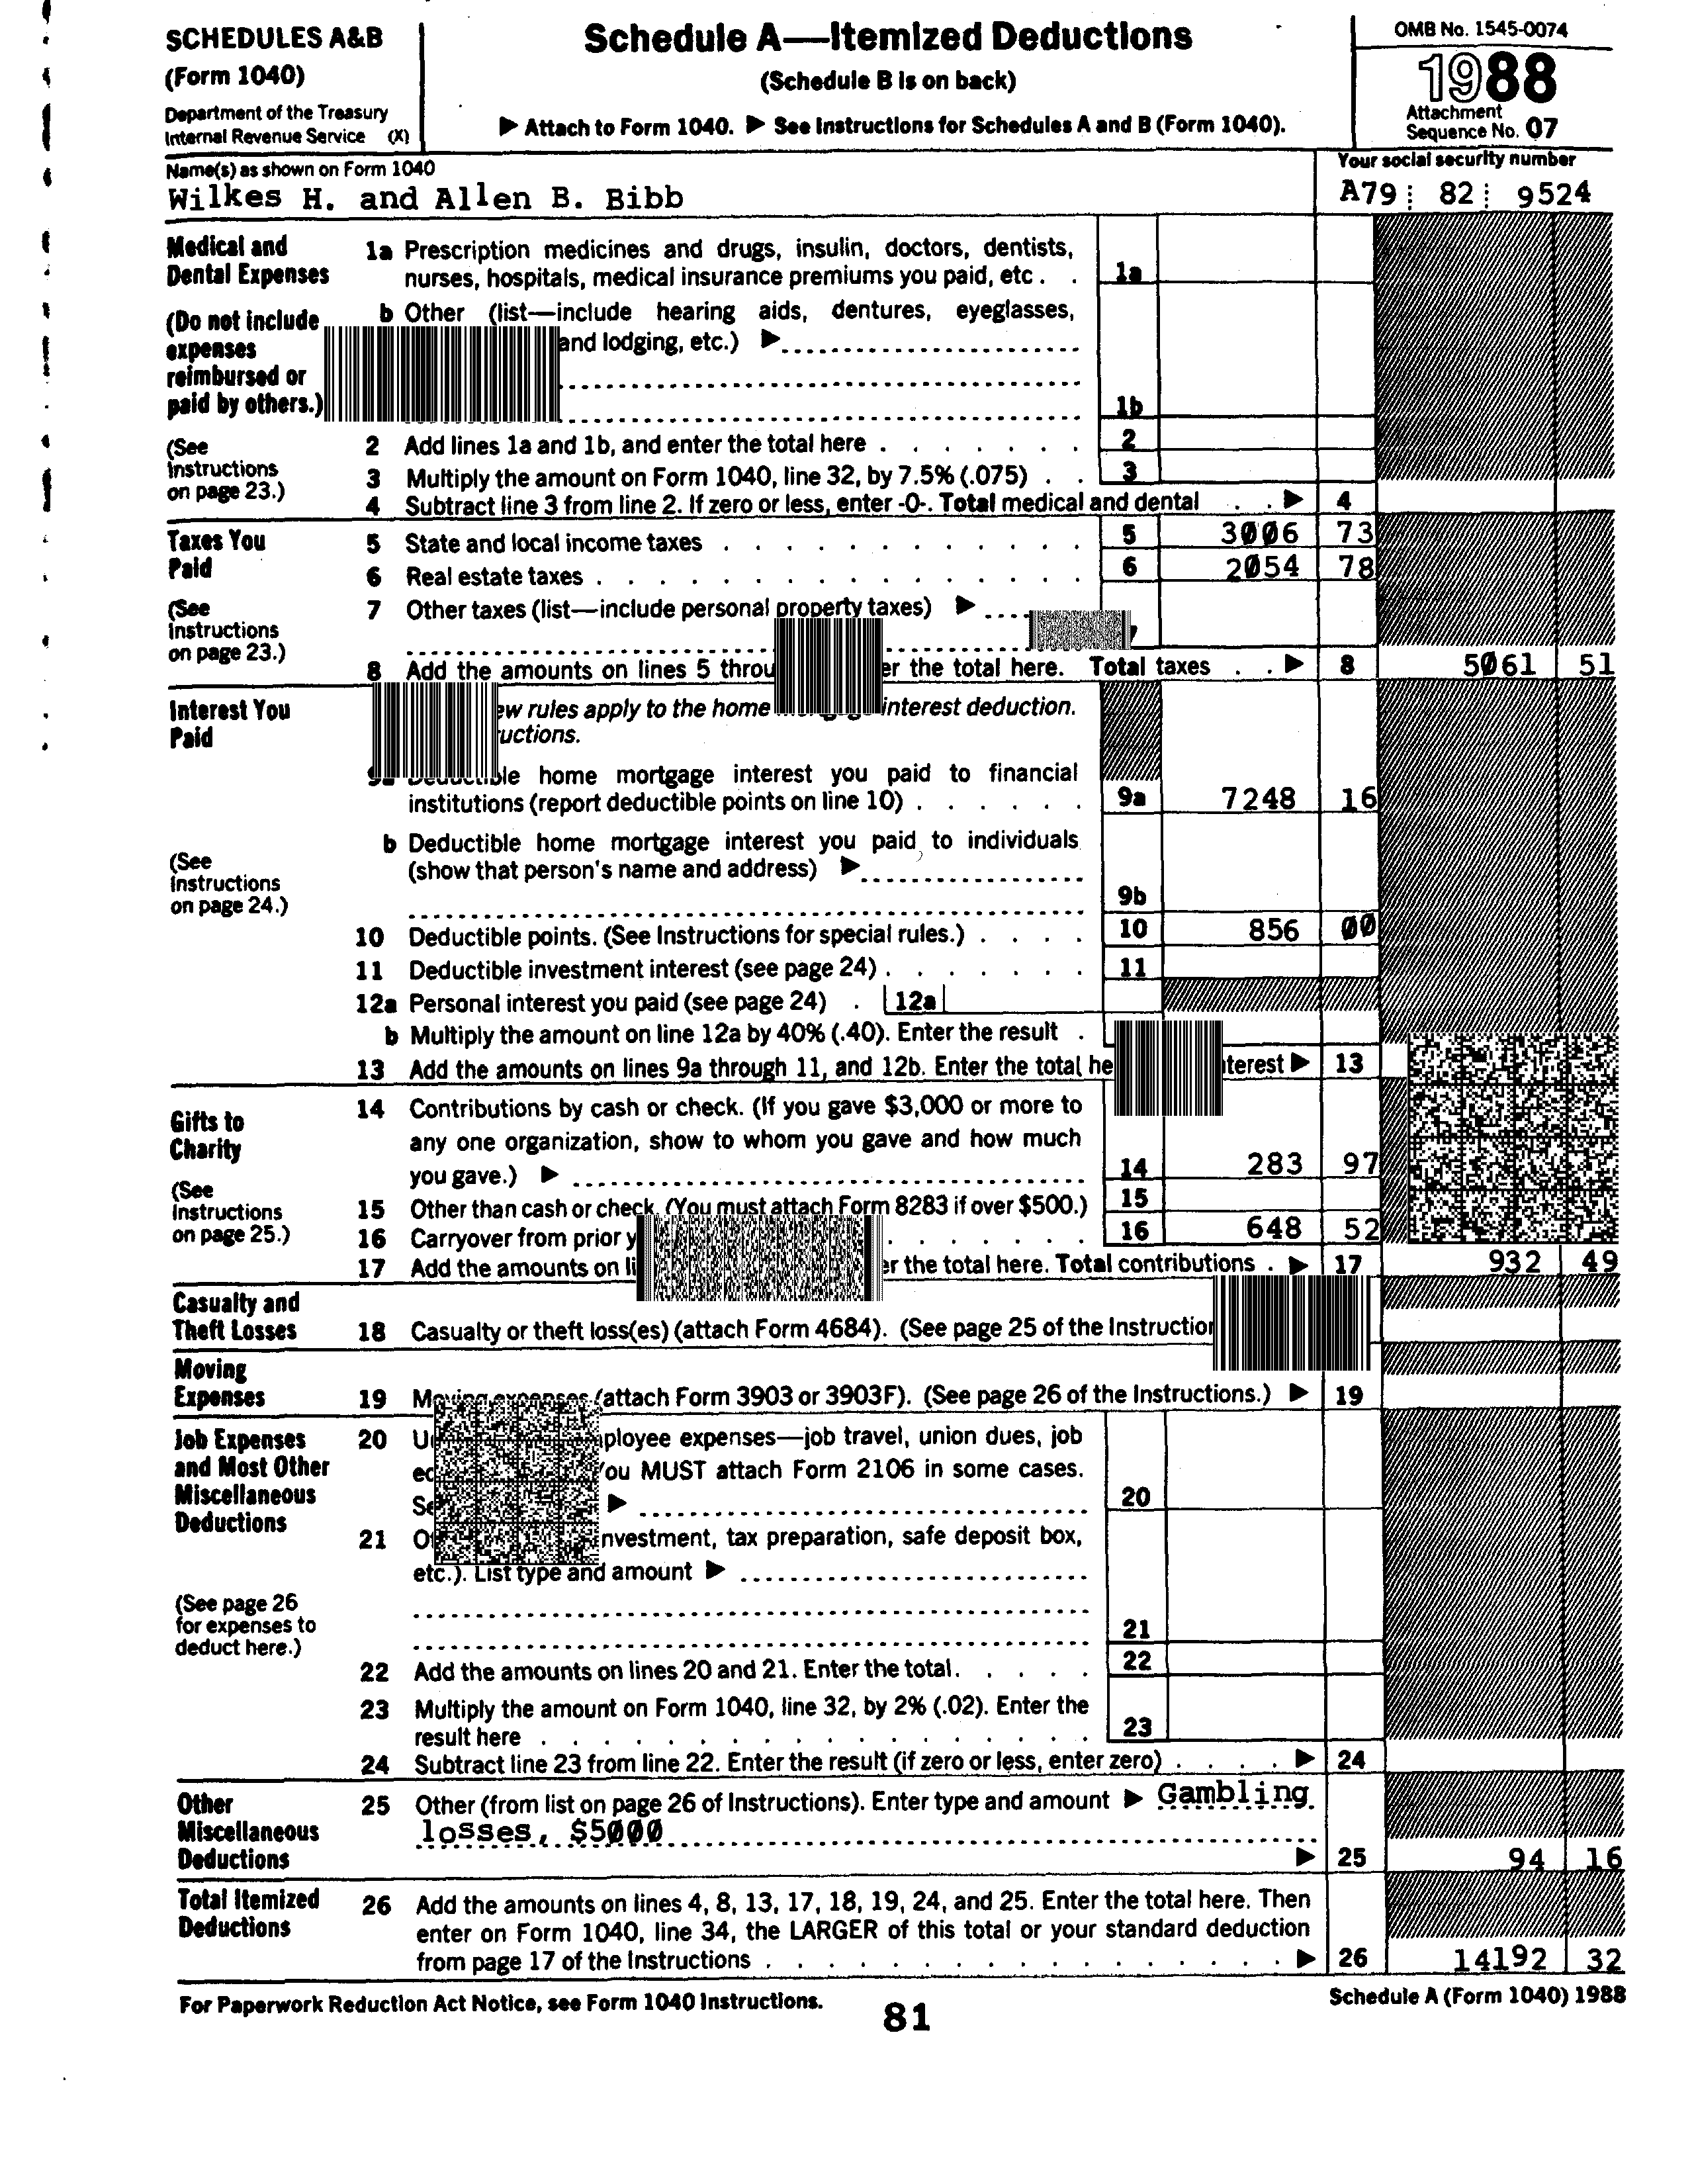 SCHEDULES A&B
(Form 1040)
Department of the Treasury
Internal Revenue Service (X)
Schedule A—Itemized Deductions
(Schedule B is on back)
▶ Attach to Form 1040. ▶ See Instructions for Schedules A and B (Form 1040).
OMB No. 1545-0074
1988
Attachment
Sequence No. 07
Name(s) as shown on Form 1040
Wilkes H. and Allen B. Bibb
Your social security number
A79 82 9524
Medical and
Dental Expenses
(Do not include
expenses
reimbursed or
paid by others.)
(See
Instructions
on page 23.)
1a Prescription medicines and drugs, insulin, doctors, dentists,
nurses, hospitals, medical insurance premiums you paid, etc . . 1a
b Other (list—include hearing aids, dentures, eyeglasses,
and lodging, etc.) ▶
1b
2 Add lines 1a and 1b, and enter the total here . . . . . . . 2
3 Multiply the amount on Form 1040, line 32, by 7.5% (.075) . . 3
4 Subtract line 3 from line 2. If zero or less, enter -0-. Total medical and dental . . ▶ 4
Taxes You
Paid
(See
Instructions
on page 23.)
5 State and local income taxes . . . . . . . . . . . . 5 3006 73
6 Real estate taxes . . . . . . . . . . . . . . . 6 2054 78
7 Other taxes (list—include personal property taxes) ▶
8 Add the amounts on lines 5 the total here. Total taxes . . ▶ 8 5061 51
Interest You
Paid
(See
Instructions
on page 24.)
rules apply to the home interest deduction.
home mortgage interest you paid to financial
institutions (report deductible points on line 10) . . . . . . 9a 7248 16
b Deductible home mortgage interest you paid to individuals
(show that person's name and address) ▶
9b
10 Deductible points. (See Instructions for special rules.) . . . . 10 856 00
11 Deductible investment interest (see page 24) . . . . . . . 11
12a Personal interest you paid (see page 24) . 12a
b Multiply the amount on line 12a by 40% (.40). Enter the result .
13 Add the amounts on lines 9a through 11, and 12b. Enter the total ▶ 13
Gifts to
Charity
(See
Instructions
on page 25.)
14 Contributions by cash or check. (If you gave $3,000 or more to
any one organization, show to whom you gave and how much
you gave.) ▶ 14 283 97
15 Other than cash or check. (You must attach Form 8283 if over $500.) 15
16 Carryover from prior . . . . . . . 16 648 52
17 Add the amounts on the total here. Total contributions . ▶ 17 932 49
Casualty and
Theft Losses
18 Casualty or theft loss(es) (attach Form 4684). (See page 25 of the
Moving
Expenses
19 Moving expenses (attach Form 3903 or 3903F). (See page 26 of the Instructions.) ▶ 19
Job Expenses
and Most Other
Miscellaneous
Deductions
(See page 26
for expenses to
deduct here.)
20 expenses—job travel, union dues, job
MUST attach Form 2106 in some cases.
▶ 20
21 tax preparation, safe deposit box,
etc.). List type and amount ▶
21
22 Add the amounts on lines 20 and 21. Enter the total. . . . . . 22
23 Multiply the amount on Form 1040, line 32, by 2% (.02). Enter the
result here . . . . . . . . . . . . . . . . . 23
24 Subtract line 23 from line 22. Enter the result (if zero or less, enter zero) . . . . ▶ 24
Other
Miscellaneous
Deductions
25 Other (from list on page 26 of Instructions). Enter type and amount ▶ Gambling
losses, $5000
▶ 25 94 16
Total Itemized
Deductions
26 Add the amounts on lines 4, 8, 13, 17, 18, 19, 24, and 25. Enter the total here. Then
enter on Form 1040, line 34, the LARGER of this total or your standard deduction
from page 17 of the Instructions . . . . . . . . . . . . . . . . ▶ 26 14192 32
For Paperwork Reduction Act Notice, see Form 1040 Instructions.
81
Schedule A (Form 1040) 1988